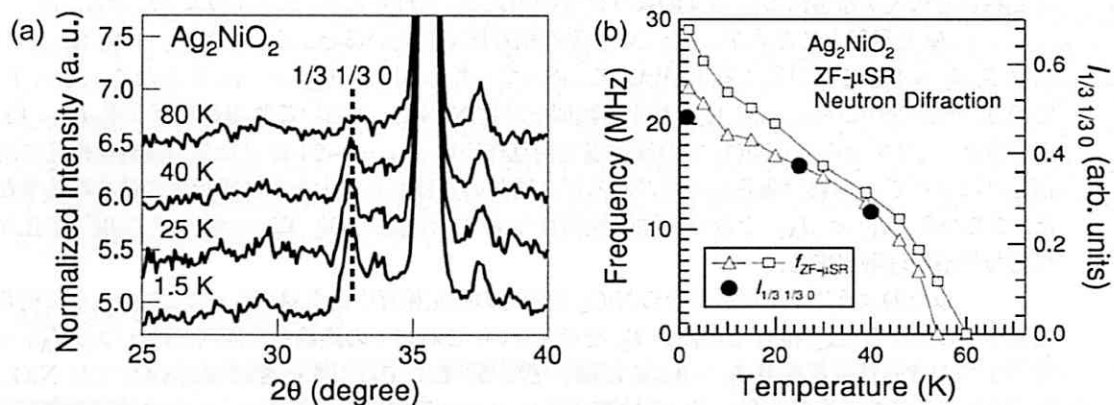 (a)
Ag₂NiO₂
1/3 1/3 0
80 K
40 K
25 K
1.5 K
Normalized Intensity (a. u.)
7.5
7.0
6.5
6.0
5.5
5.0
25
30
35
40
2θ (degree)
(b)
Ag₂NiO₂
ZF-μSR
Neutron Difraction
f ZF-μSR
I 1/3 1/3 0
Frequency (MHz)
30
20
10
0
0
20
40
60
Temperature (K)
0.6
0.4
0.2
0.0
I 1/3 1/3 0 (arb. units)